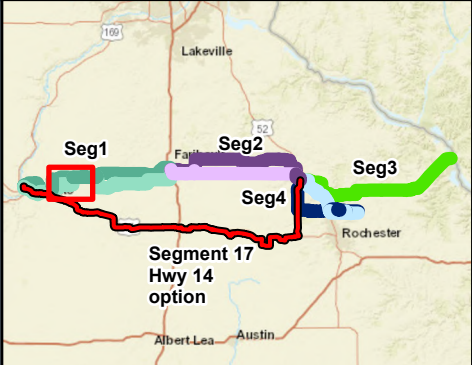 169
Lakeville
52
Seg1
Seg2
Seg3
Seg4
Rochester
Segment 17
Hwy 14
option
Albert Lea
Austin